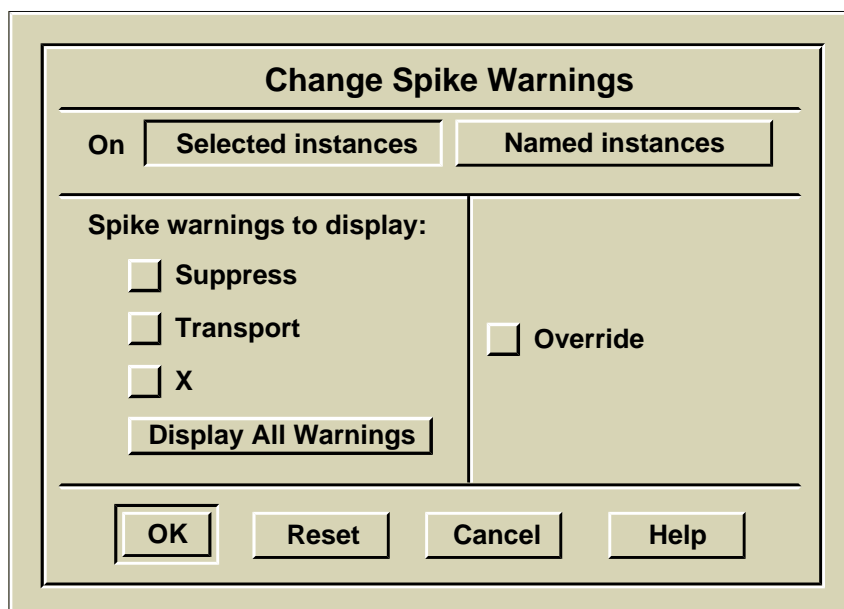 Change Spike Warnings
On Selected instances Named instances
Spike warnings to display:
Suppress
Transport
X
Display All Warnings
Override
OK Reset Cancel Help